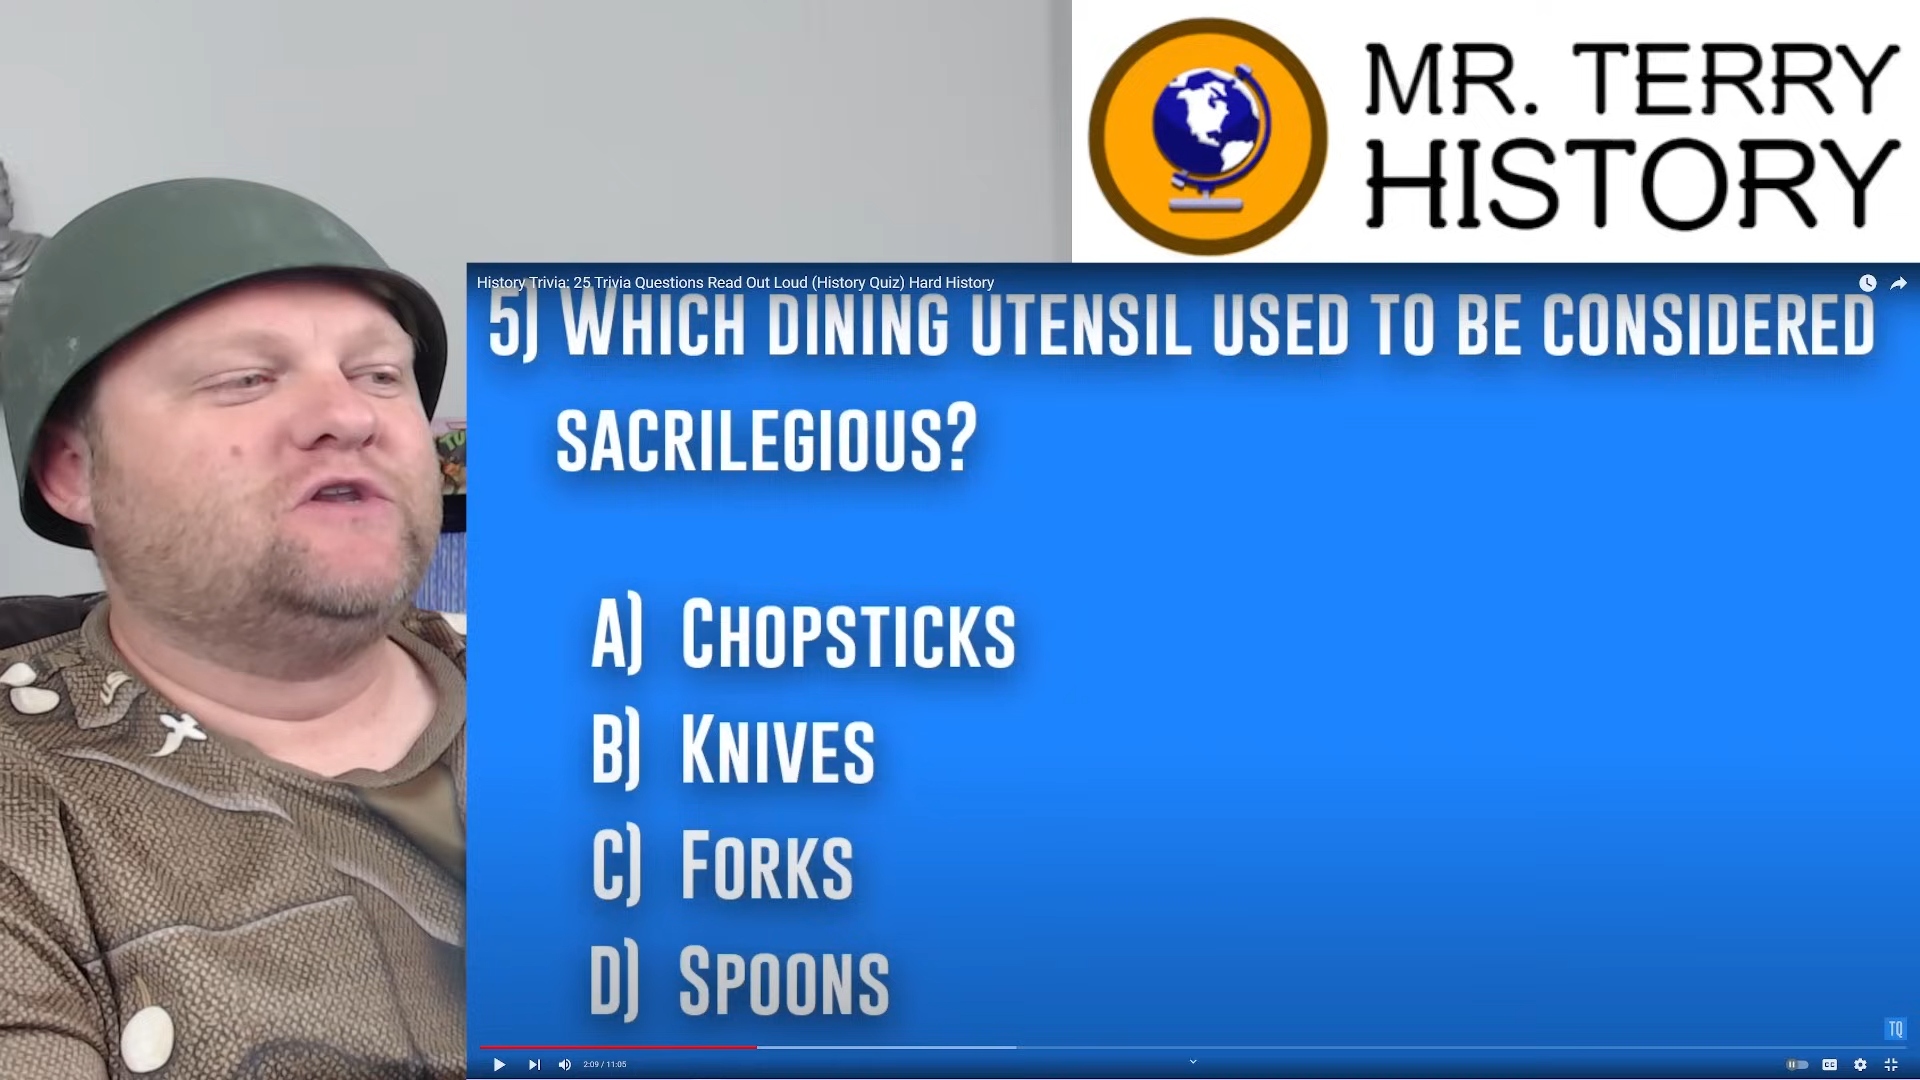 MR. TERRY
HISTORY
History Trivia: 25 Trivia Questions Read Out Loud (History Quiz) Hard History
5) Which dining utensil used to be considered
sacrilegious?
A) Chopsticks
B) Knives
C) Forks
D) Spoons
TQ
2:09 / 11:05
CC